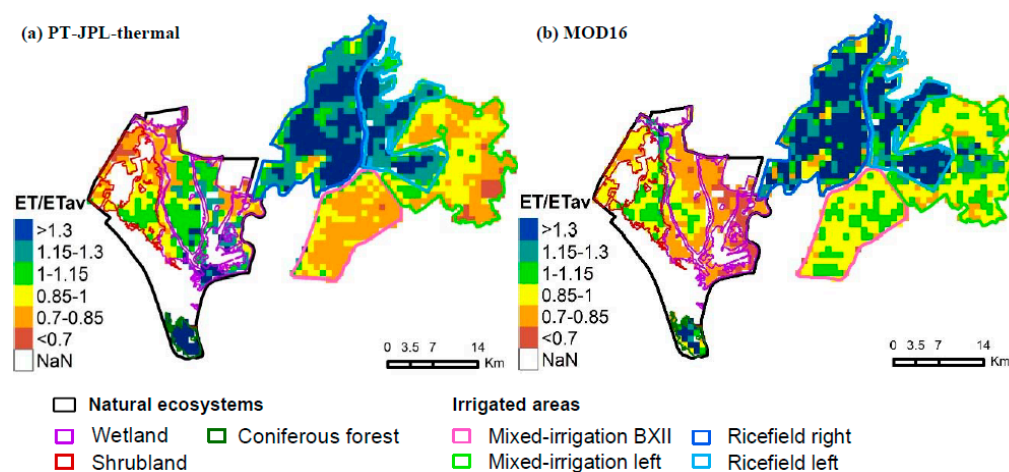 (a) PT-JPL-thermal
(b) MOD16
ET/ETav
>1.3
1.15-1.3
1-1.15
0.85-1
0.7-0.85
<0.7
NaN
0 3.5 7 14
Km
ET/ETav
>1.3
1.15-1.3
1-1.15
0.85-1
0.7-0.85
<0.7
NaN
0 3.5 7 14
Km
Natural ecosystems
Wetland
Coniferous forest
Shrubland
Irrigated areas
Mixed-irrigation BXII
Ricefield right
Mixed-irrigation left
Ricefield left